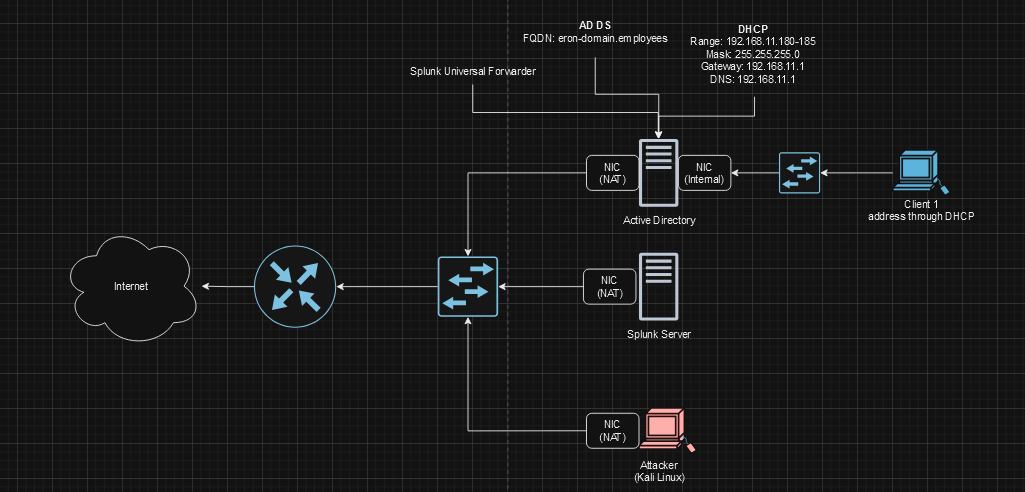 AD DS
FQDN: eron-domain.employees
DHCP
Range: 192.168.11.180-185
Mask: 255.255.255.0
Gateway: 192.168.11.1
DNS: 192.168.11.1
Splunk Universal Forwarder
NIC
(NAT)
NIC
(Internal)
Active Directory
Client 1
address through DHCP
Internet
NIC
(NAT)
Splunk Server
NIC
(NAT)
Attacker
(Kali Linux)